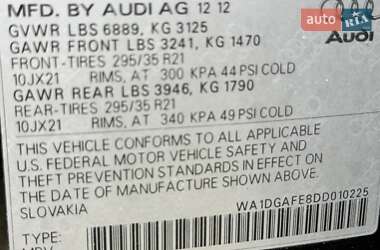 MFD. BY AUDI AG 12 12
GVWR LBS 6889, KG 3125
GAWR FRONT LBS 3241, KG 1470
FRONT-TIRES 295/35 R21
10JX21 RIMS, AT 300 KPA 44 PSI COLD
GAWR REAR LBS 3946, KG 1790
REAR-TIRES 295/35 R21
10JX21 RIMS, AT 340 KPA 49 PSI COLD
THIS VEHICLE CONFORMS TO ALL APPLICABLE
U.S. FEDERAL MOTOR VEHICLE SAFETY AND
THEFT PREVENTION STANDARDS IN EFFECT ON
THE DATE OF MANUFACTURE SHOWN ABOVE.
SLOVAKIA WA1DGAFE8DD010225
TYPE:
Audi
AUTO.RIA